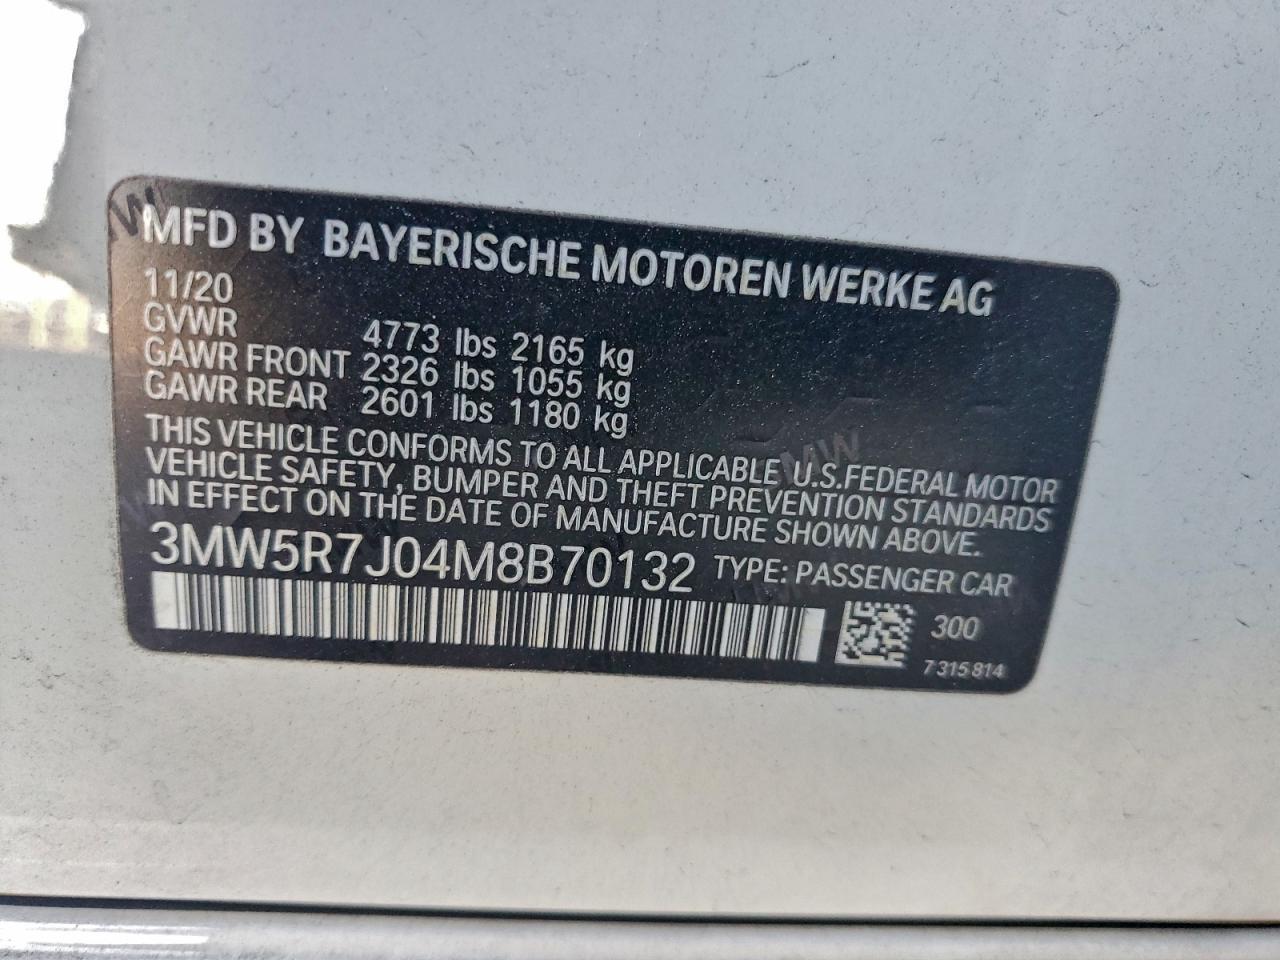 MFD BY BAYERISCHE MOTOREN WERKE AG
11/20
GVWR 4773 lbs 2165 kg
GAWR FRONT 2326 lbs 1055 kg
GAWR REAR 2601 lbs 1180 kg
THIS VEHICLE CONFORMS TO ALL APPLICABLE U.S.FEDERAL MOTOR
VEHICLE SAFETY, BUMPER AND THEFT PREVENTION STANDARDS
IN EFFECT ON THE DATE OF MANUFACTURE SHOWN ABOVE.
3MW5R7J04M8B70132 TYPE: PASSENGER CAR
300
7 315 814